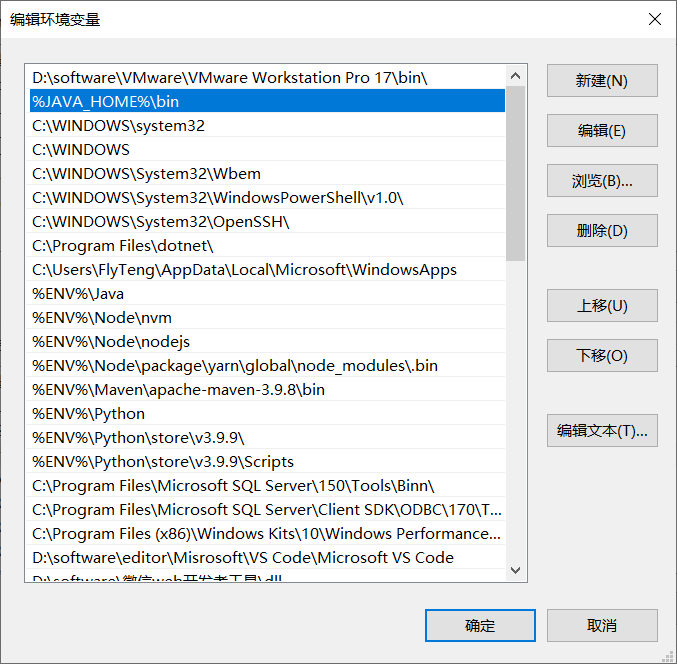 编辑环境变量
D:\software\VMware\VMware Workstation Pro 17\bin\
%JAVA_HOME%\bin
C:\WINDOWS\system32
C:\WINDOWS
C:\WINDOWS\System32\Wbem
C:\WINDOWS\System32\WindowsPowerShell\v1.0\
C:\WINDOWS\System32\OpenSSH\
C:\Program Files\dotnet\
C:\Users\FlyTeng\AppData\Local\Microsoft\WindowsApps
%ENV%\Java
%ENV%\Node\nvm
%ENV%\Node\nodejs
%ENV%\Node\package\yarn\global\node_modules\.bin
%ENV%\Maven\apache-maven-3.9.8\bin
%ENV%\Python
%ENV%\Python\store\v3.9.9\
%ENV%\Python\store\v3.9.9\Scripts
C:\Program Files\Microsoft SQL Server\150\Tools\Binn\
C:\Program Files\Microsoft SQL Server\Client SDK\ODBC\170\T...
C:\Program Files (x86)\Windows Kits\10\Windows Performance...
D:\software\editor\Misrosoft\VS Code\Microsoft VS Code
D:\software\微信web开发者工具\dll
新建(N)
编辑(E)
浏览(B)...
删除(D)
上移(U)
下移(O)
编辑文本(T)...
确定
取消